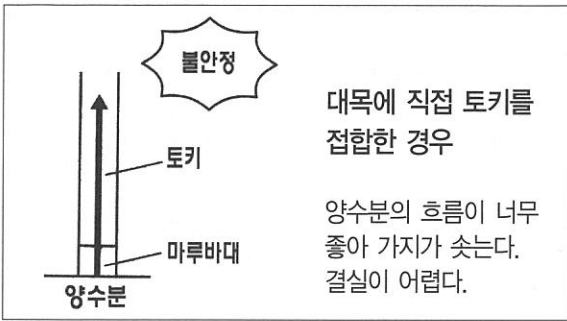 불안정
토키
마루바대
양수분
대목에 직접 토키를
접합한 경우
양수분의 흐름이 너무
좋아 가지가 솟는다.
결실이 어렵다.